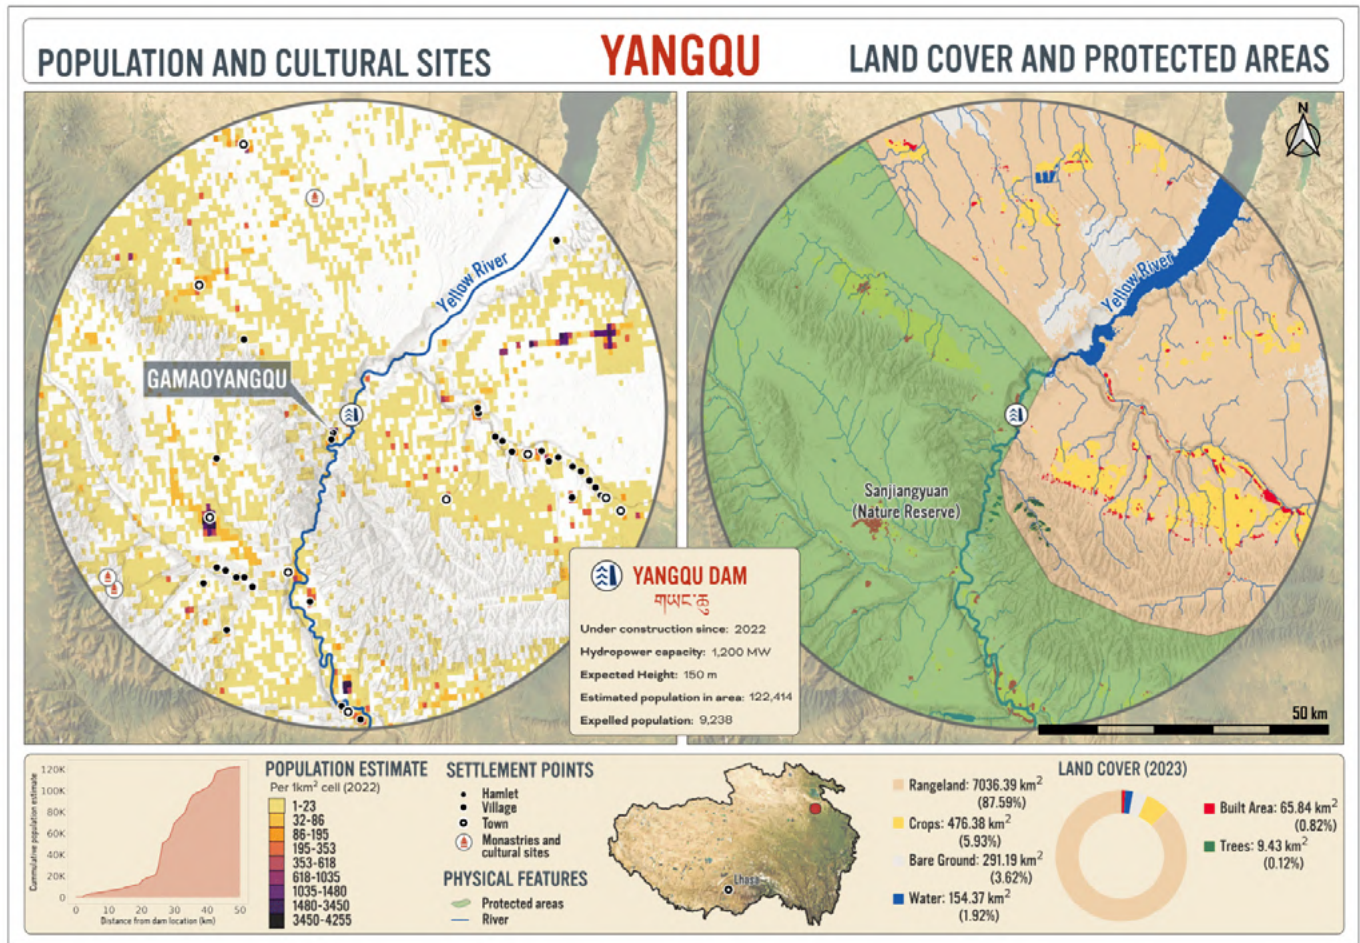 POPULATION AND CULTURAL SITES
YANGQU
LAND COVER AND PROTECTED AREAS
Yellow River
GAMAOYANGQU
N
Yellow River
Sanjiangyuan
(Nature Reserve)
50 km
YANGQU DAM
གཡང་ཆུ
Under construction since: 2022
Hydropower capacity: 1,200 MW
Expected Height: 150 m
Estimated population in area: 122,414
Expelled population: 9,238
Cummulative population estimate
120K
100K
80K
60K
40K
20K
0
0 10 20 30 40 50
Distance from dam location (km)
POPULATION ESTIMATE
Per 1km² cell (2022)
1-23
32-86
86-195
195-353
353-618
618-1035
1035-1480
1480-3450
3450-4255
SETTLEMENT POINTS
Hamlet
Village
Town
Monastries and
cultural sites
PHYSICAL FEATURES
Protected areas
River
Lhasa
LAND COVER (2023)
Rangeland: 7036.39 km²
(87.59%)
Crops: 476.38 km²
(5.93%)
Bare Ground: 291.19 km²
(3.62%)
Water: 154.37 km²
(1.92%)
Built Area: 65.84 km²
(0.82%)
Trees: 9.43 km²
(0.12%)